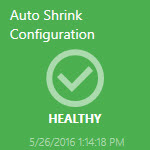 Auto Shrink
Configuration
HEALTHY
5/26/2016 1:14:18 PM